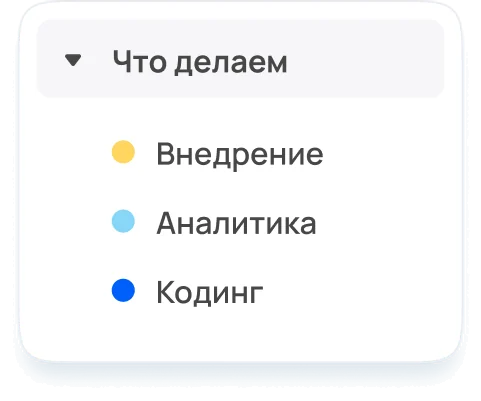 Что делаем
Внедрение
Аналитика
Кодинг